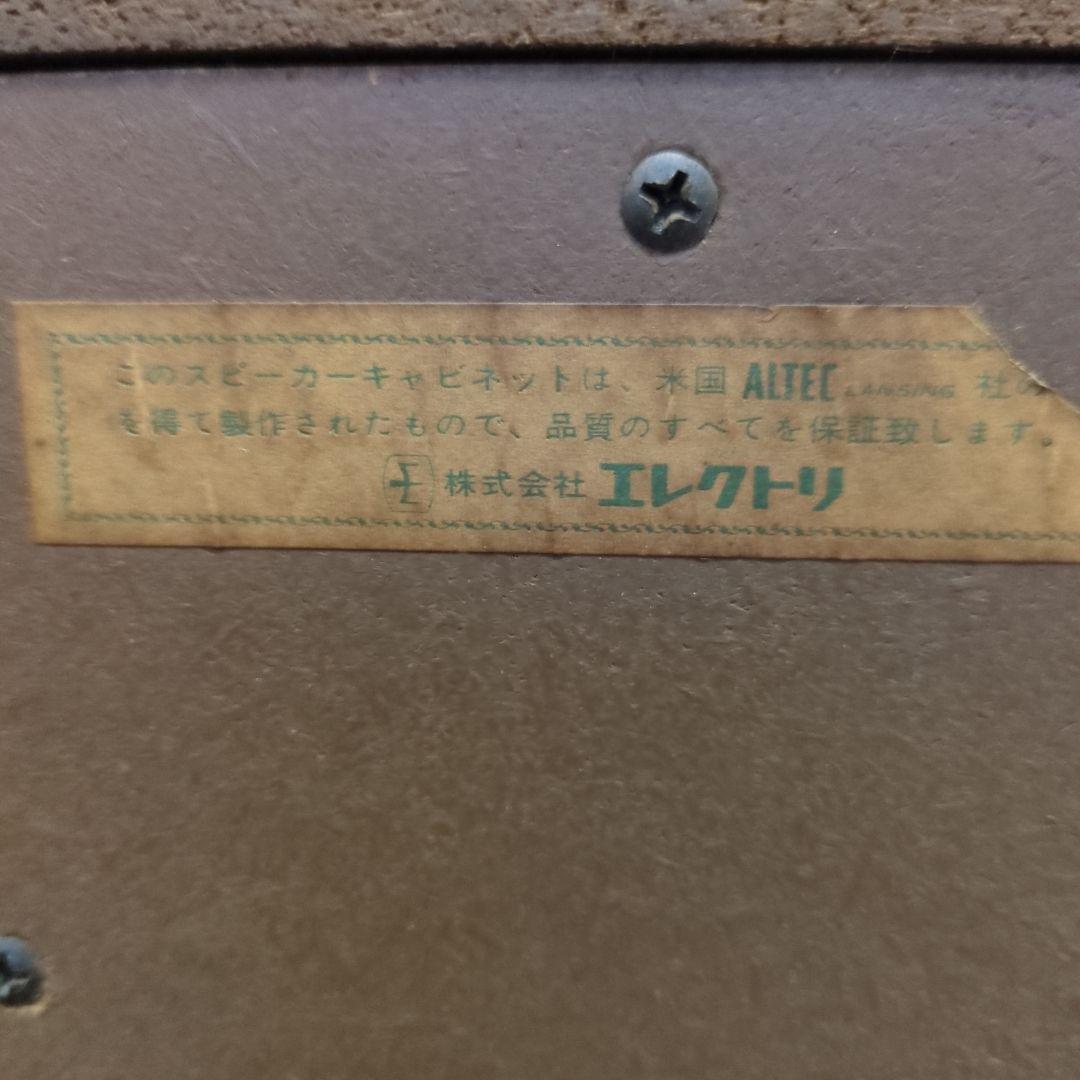 このスピーカーキャビネットは、米国 ALTEC LANSING 社の
を得て製作されたもので、品質のすべてを保証致します。
株式会社 エレクトリ